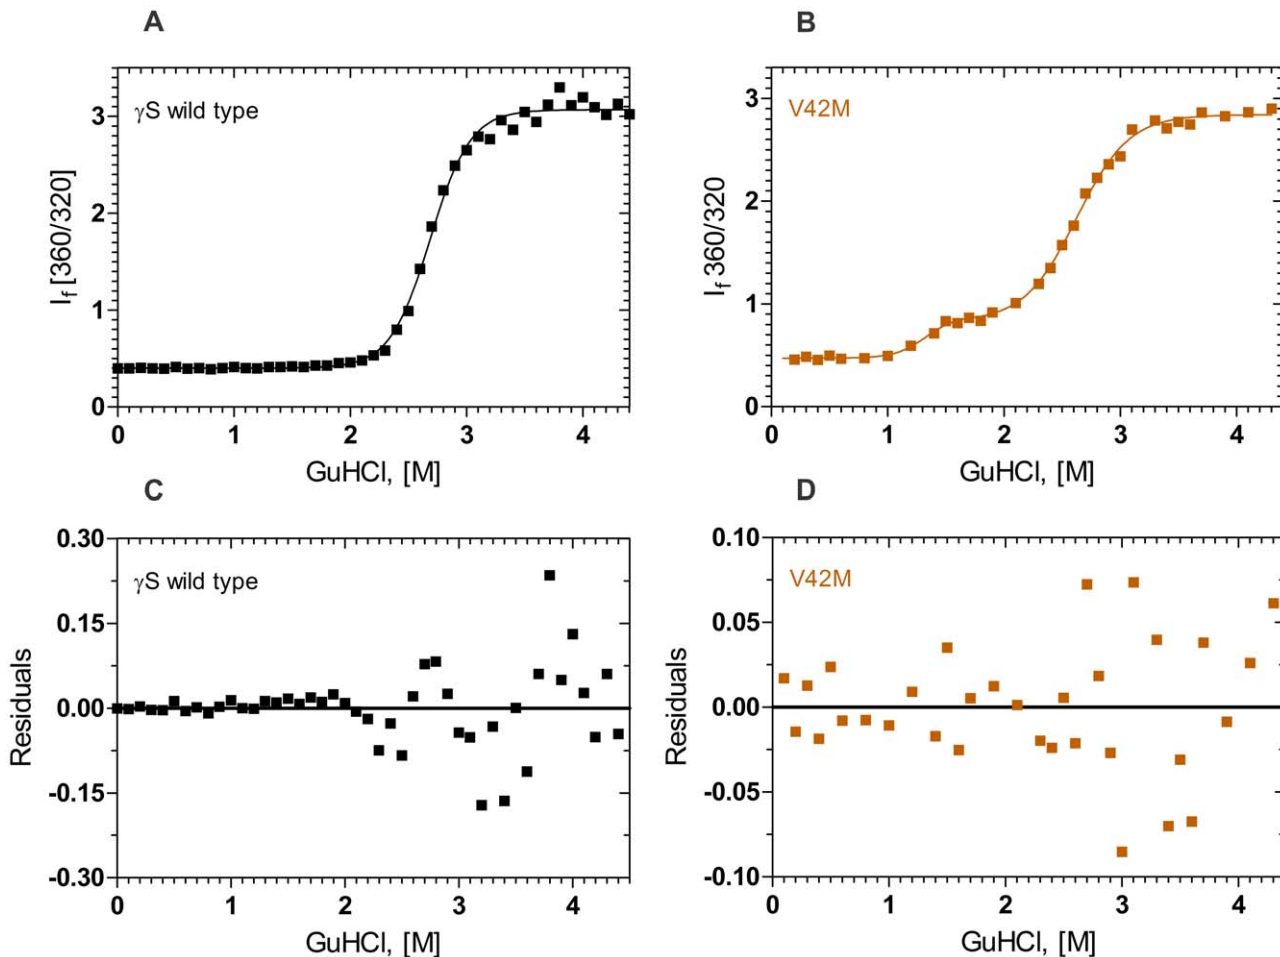 A
B
γS wild type
V42M
I_f [360/320]
3
2
1
0
0 1 2 3 4
GuHCl, [M]
I_f 360/320
3
2
1
0
0 1 2 3 4
GuHCl, [M]
C
D
γS wild type
V42M
Residuals
0.30
0.15
0.00
-0.15
-0.30
0 1 2 3 4
GuHCl, [M]
Residuals
0.10
0.05
0.00
-0.05
-0.10
0 1 2 3 4
GuHCl, [M]